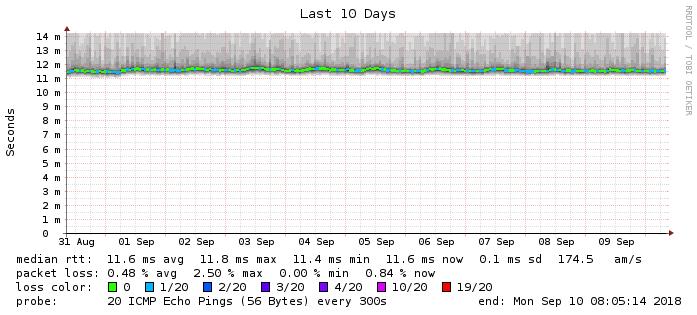 Last 10 Days
RRDTOOL / TOBI OETIKER
Seconds
14 m
13 m
12 m
11 m
10 m
9 m
8 m
7 m
6 m
5 m
4 m
3 m
2 m
1 m
0
31 Aug 01 Sep 02 Sep 03 Sep 04 Sep 05 Sep 06 Sep 07 Sep 08 Sep 09 Sep
median rtt: 11.6 ms avg 11.8 ms max 11.4 ms min 11.6 ms now 0.1 ms sd 174.5 am/s
packet loss: 0.48 % avg 2.50 % max 0.00 % min 0.84 % now
loss color: 0 1/20 2/20 3/20 4/20 10/20 19/20
probe: 20 ICMP Echo Pings (56 Bytes) every 300s end: Mon Sep 10 08:05:14 2018